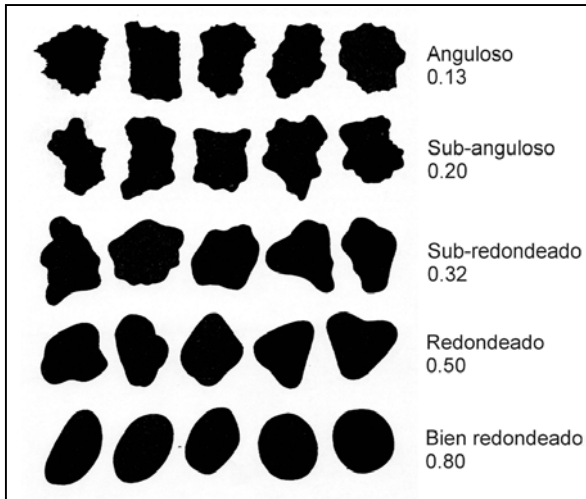 Anguloso
0.13
Sub-anguloso
0.20
Sub-redondeado
0.32
Redondeado
0.50
Bien redondeado
0.80